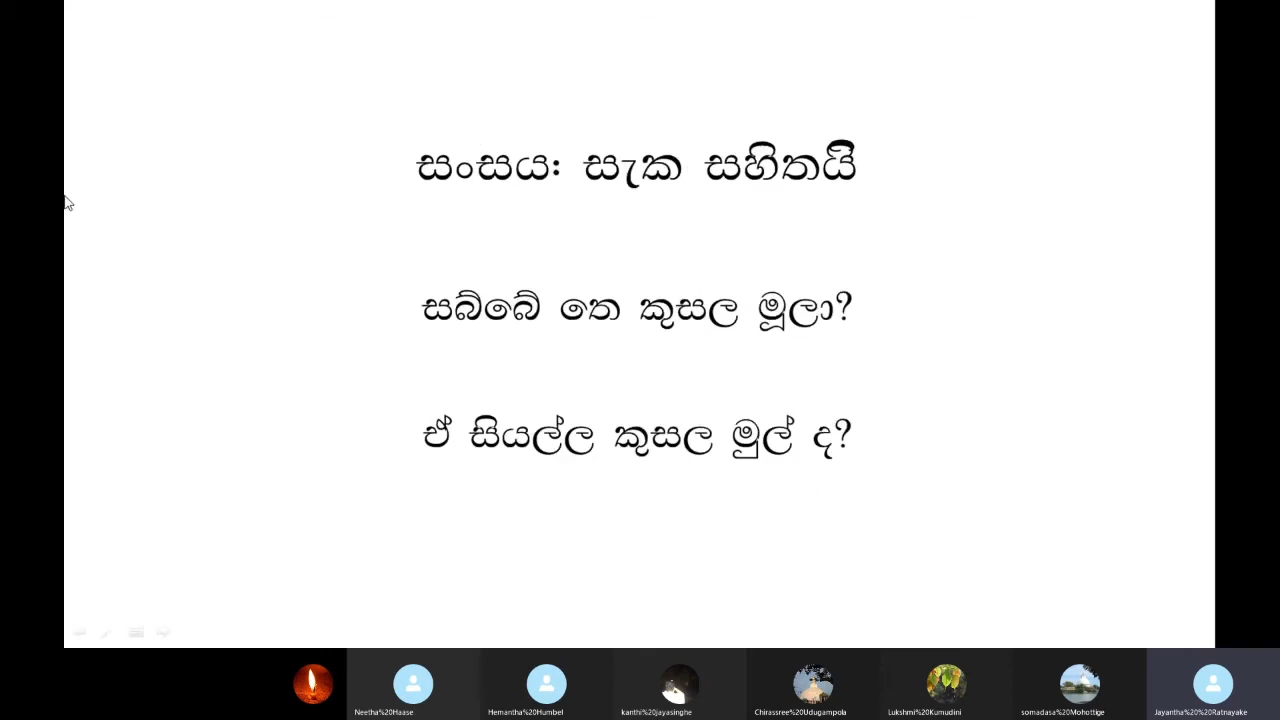 සංසය: සැක සහිතයි
සබ්බේ තෙ කුසල මූලා?
ඒ සියල්ල කුසල මුල් ද?
Neetha%20Haase
Hemantha%20Humbel
kanthi%20jayasinghe
Chirassree%20Udugampola
Lukshmi%20Kumudini
somadasa%20Mohottige
Jayantha%20Ratnayake